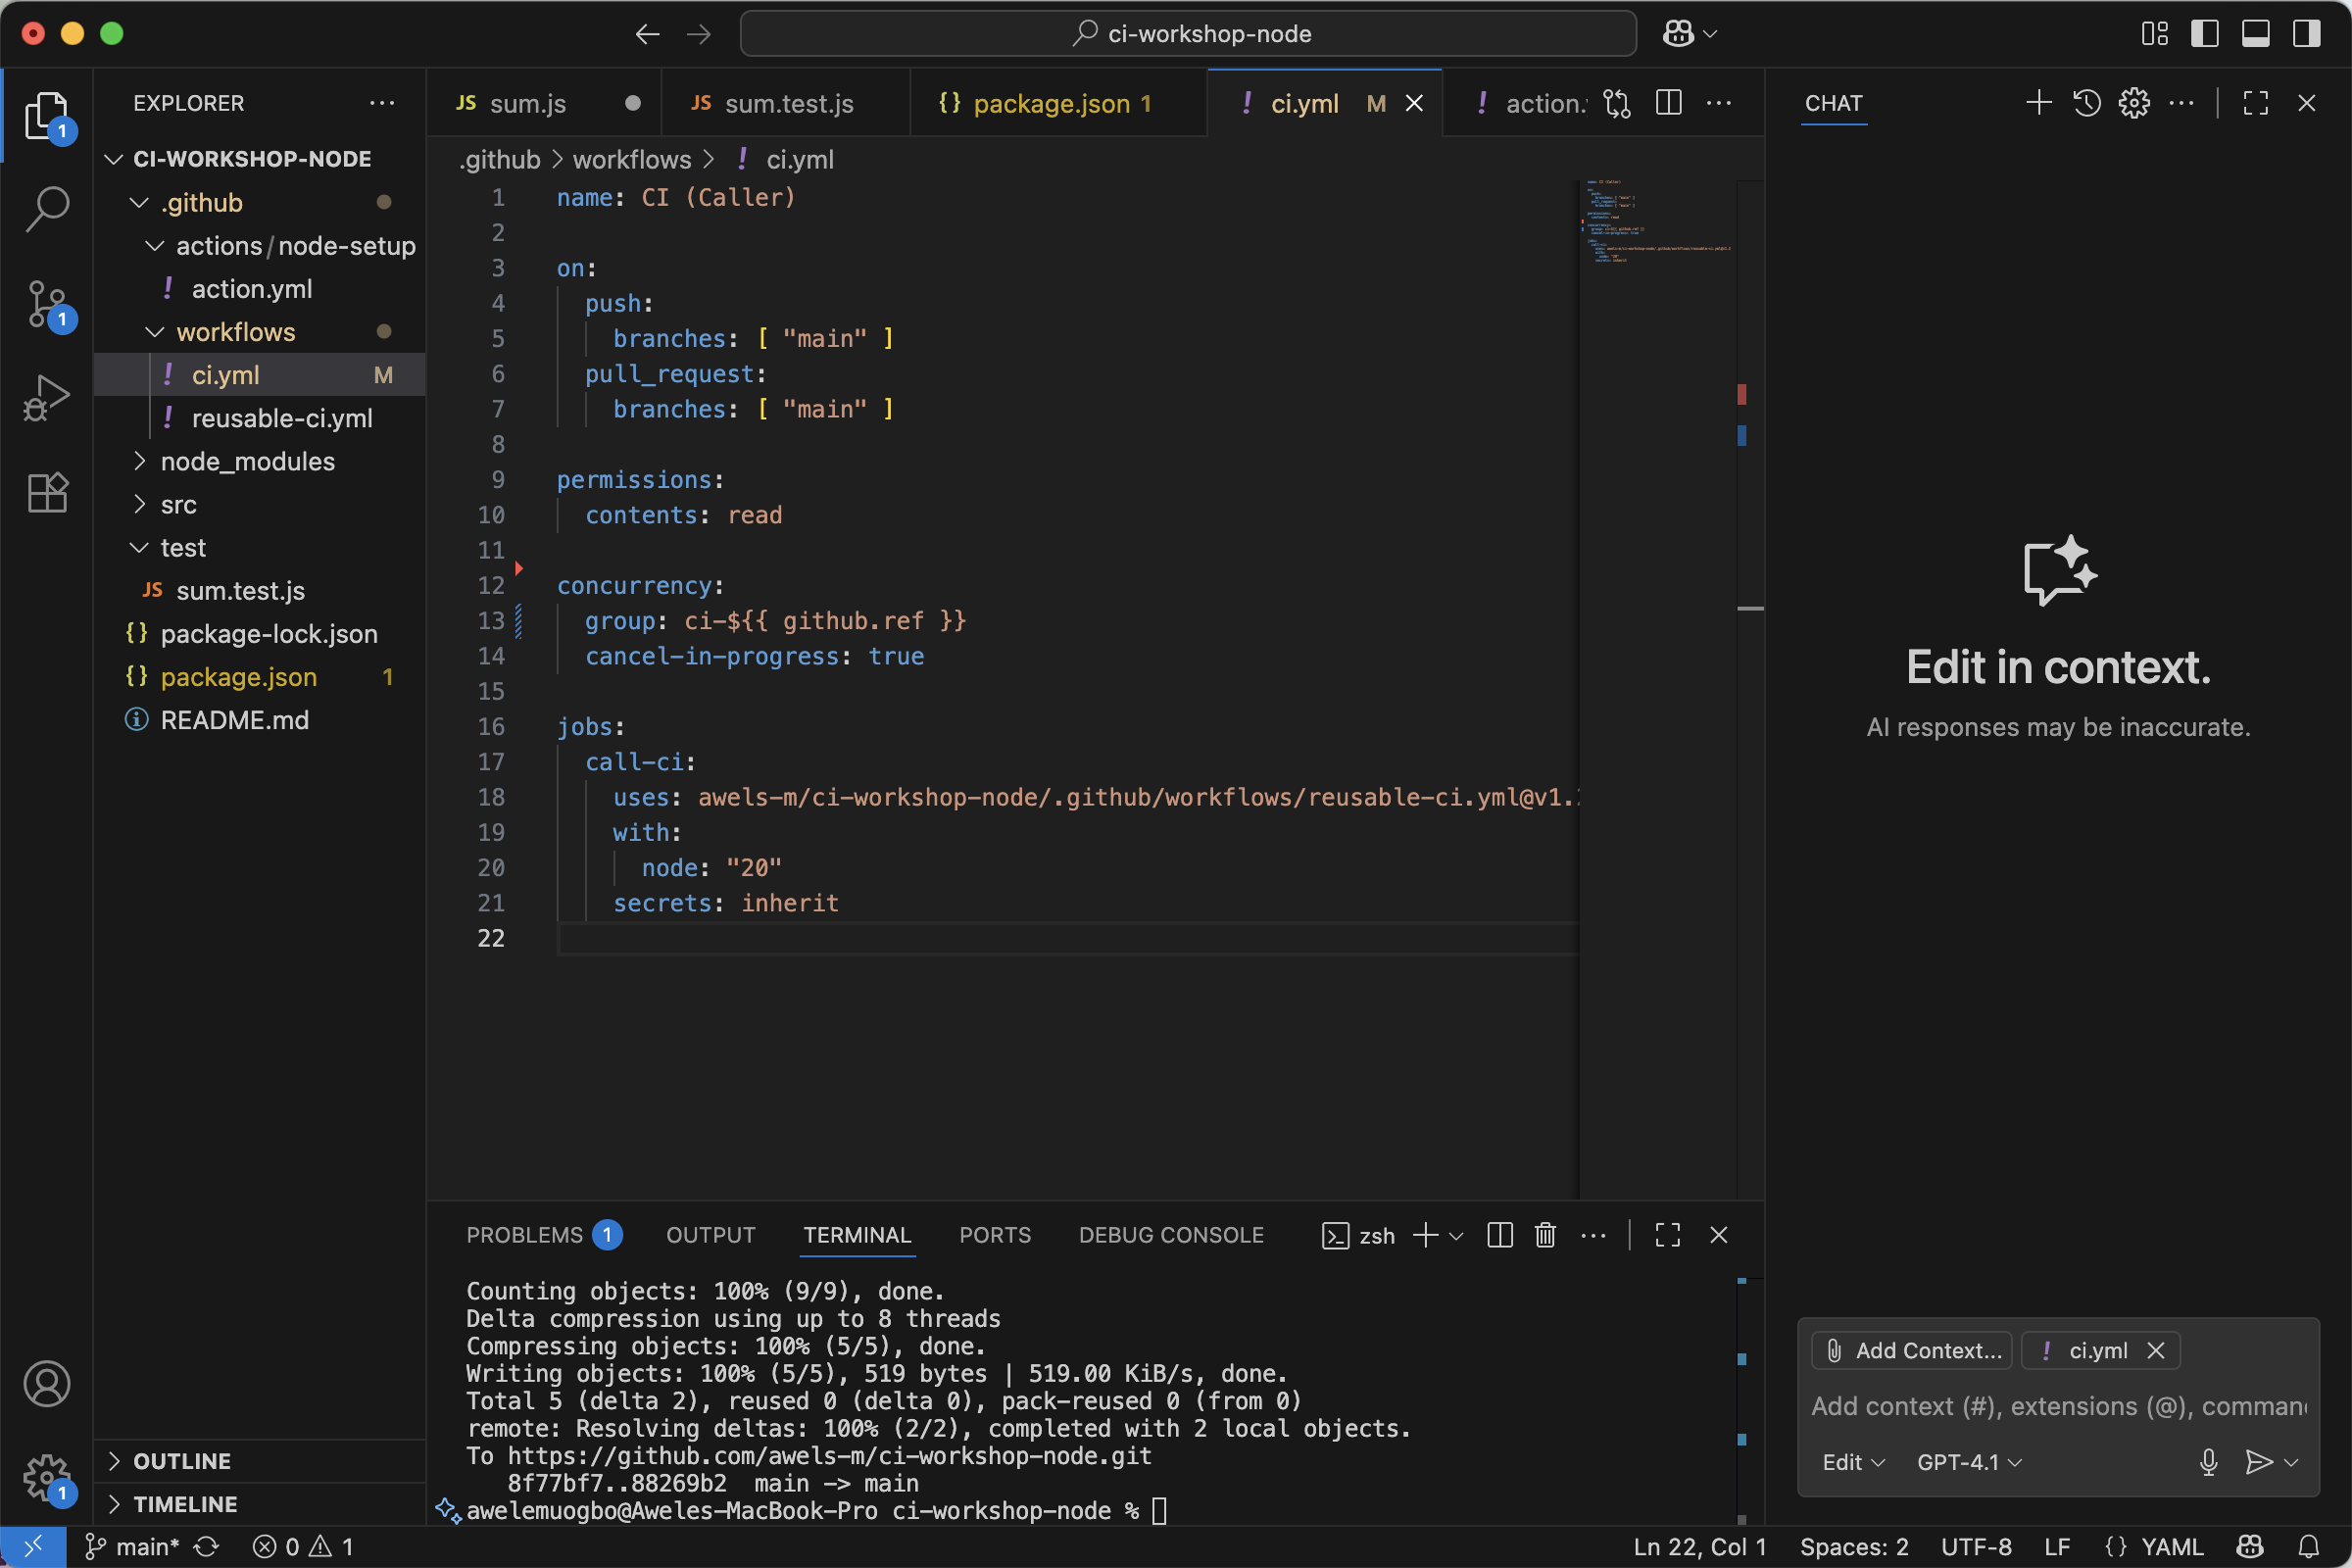 ci-workshop-node
EXPLORER
CI-WORKSHOP-NODE
.github
actions/node-setup
! action.yml
workflows
! ci.yml M
! reusable-ci.yml
node_modules
src
test
JS sum.test.js
{} package-lock.json
{} package.json 1
README.md
OUTLINE
TIMELINE
1
1
1
JS sum.js
JS sum.test.js
{} package.json 1
! ci.yml M
! action.
.github > workflows > ! ci.yml
1 name: CI (Caller)
2
3 on:
4 push:
5 branches: [ "main" ]
6 pull_request:
7 branches: [ "main" ]
8
9 permissions:
10 contents: read
11
12 concurrency:
13 group: ci-${{ github.ref }}
14 cancel-in-progress: true
15
16 jobs:
17 call-ci:
18 uses: awels-m/ci-workshop-node/.github/workflows/reusable-ci.yml@v1.
19 with:
20 node: "20"
21 secrets: inherit
22
PROBLEMS 1 OUTPUT TERMINAL PORTS DEBUG CONSOLE zsh
Counting objects: 100% (9/9), done.
Delta compression using up to 8 threads
Compressing objects: 100% (5/5), done.
Writing objects: 100% (5/5), 519 bytes | 519.00 KiB/s, done.
Total 5 (delta 2), reused 0 (delta 0), pack-reused 0 (from 0)
remote: Resolving deltas: 100% (2/2), completed with 2 local objects.
To https://github.com/awels-m/ci-workshop-node.git
8f77bf7..88269b2 main -> main
awelemuogbo@Aweles-MacBook-Pro ci-workshop-node %
CHAT
Edit in context.
AI responses may be inaccurate.
Add Context... ! ci.yml
Add context (#), extensions (@), comman
Edit GPT-4.1
main* 0 1
Ln 22, Col 1 Spaces: 2 UTF-8 LF {} YAML